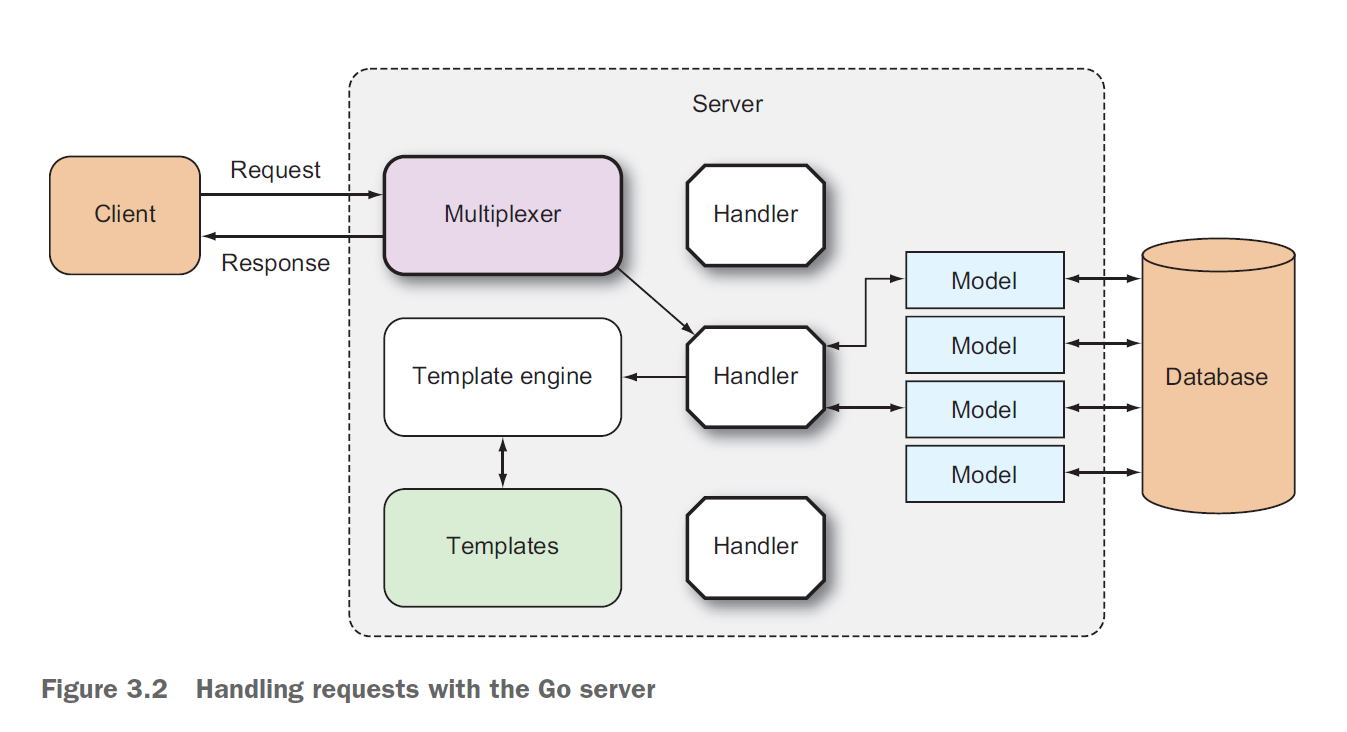 Server
Request
Client
Multiplexer
Handler
Response
Model
Model
Template engine
Handler
Database
Model
Model
Templates
Handler
Figure 3.2 Handling requests with the Go server